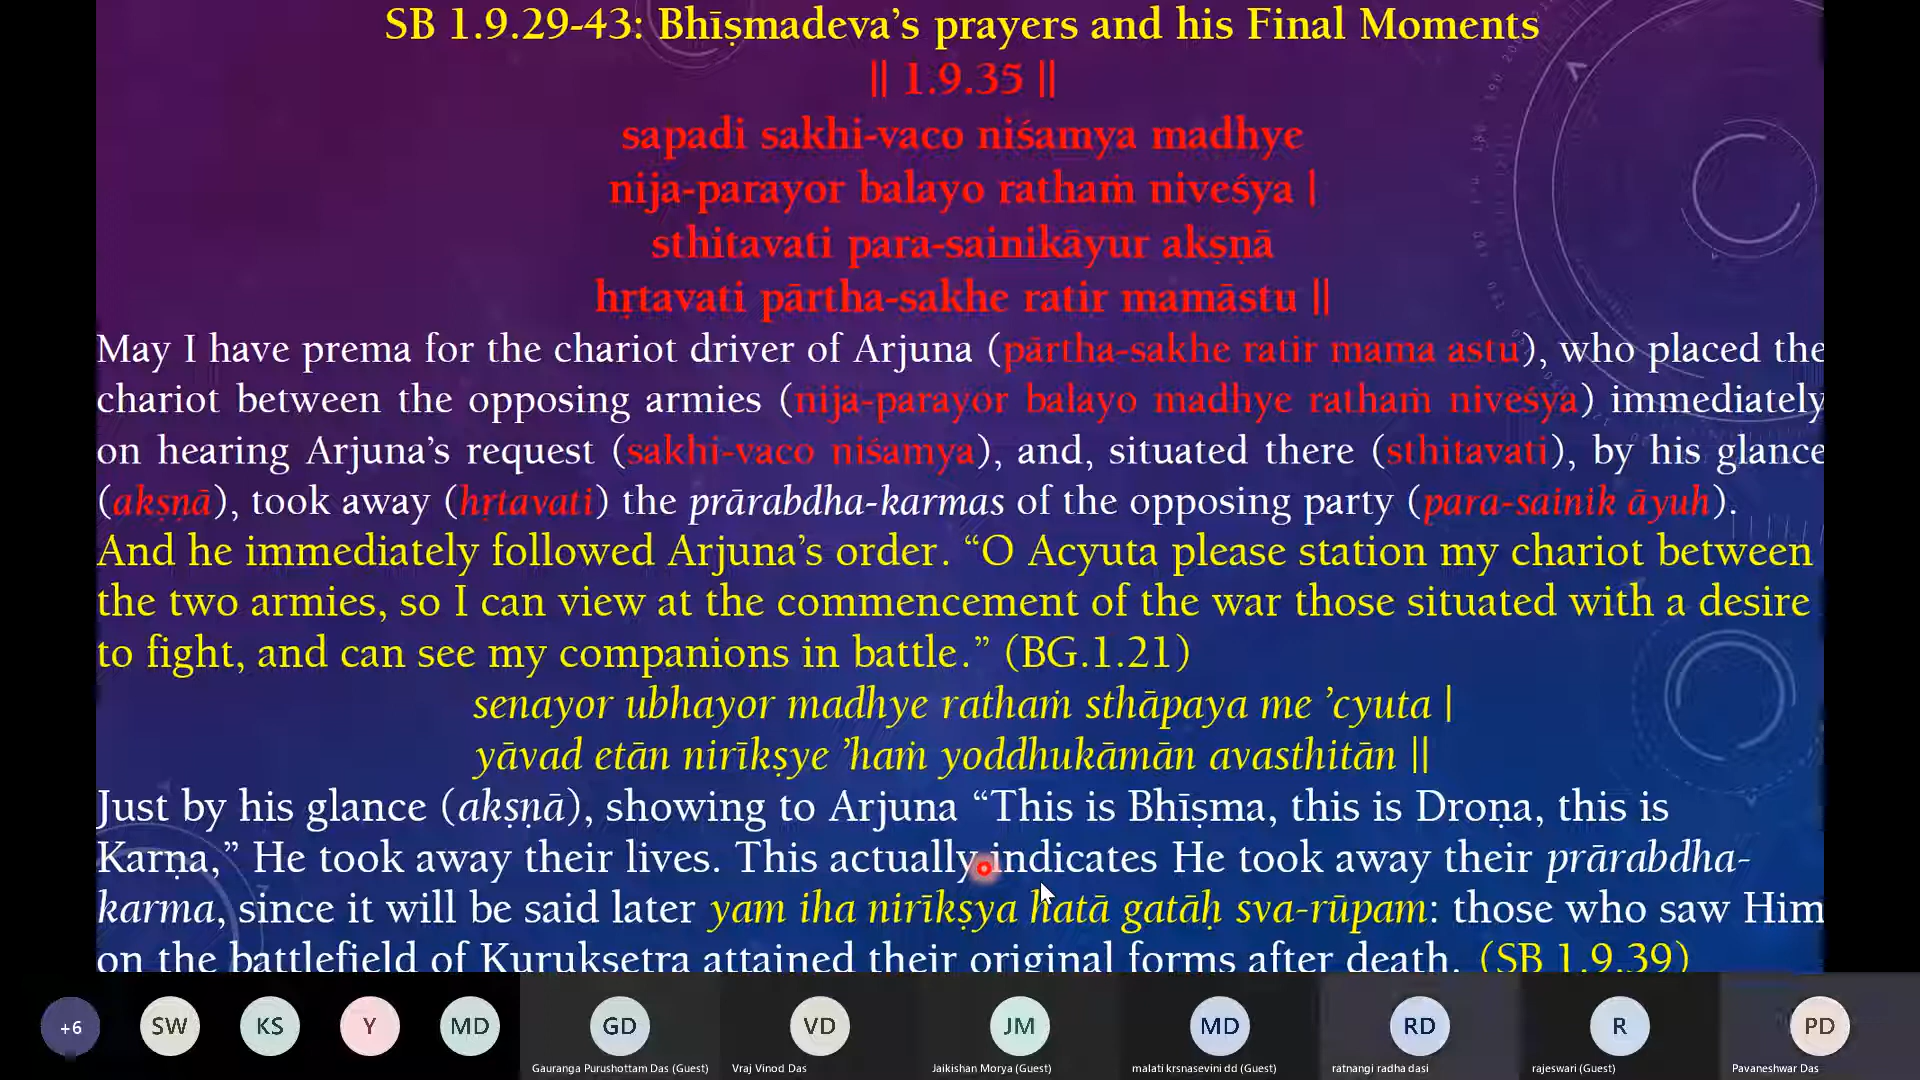 SB 1.9.29-43: Bhīṣmadeva’s prayers and his Final Moments
|| 1.9.35 ||
sapadi sakhi-vaco niśamya madhye
nija-parayor balayo rathaṁ niveśya |
sthitavati para-sainikāyur akṣṇā
hṛtavati pārtha-sakhe ratir mamāstu ||
May I have prema for the chariot driver of Arjuna (pārtha-sakhe ratir mama astu), who placed the
chariot between the opposing armies (nija-parayor balayo madhye rathaṁ niveśya) immediately
on hearing Arjuna’s request (sakhi-vaco niśamya), and, situated there (sthitavati), by his glance
(akṣṇā), took away (hṛtavati) the prārabdha-karmas of the opposing party (para-sainik āyuh).
And he immediately followed Arjuna’s order. “O Acyuta please station my chariot between
the two armies, so I can view at the commencement of the war those situated with a desire
to fight, and can see my companions in battle.” (BG.1.21)
senayor ubhayor madhye rathaṁ sthāpaya me ’cyuta |
yāvad etān nirīkṣye ’haṁ yoddhukāmān avasthitān ||
Just by his glance (akṣṇā), showing to Arjuna “This is Bhīṣma, this is Droṇa, this is
Karṇa,” He took away their lives. This actually indicates He took away their prārabdha-
karma, since it will be said later yam iha nirīkṣya hatā gatāḥ sva-rūpam: those who saw Him
on the battlefield of Kurukṣetra attained their original forms after death. (SB 1.9.39)
+6 SW KS Y MD GD VD JM MD RD R PD
Gauranga Purushottam Das (Guest) Vraj Vinod Das Jaikishan Morya (Guest) malati krsnasevini dd (Guest) ratnangi radha dasi rajeswari (Guest) Pavaneshwar Das